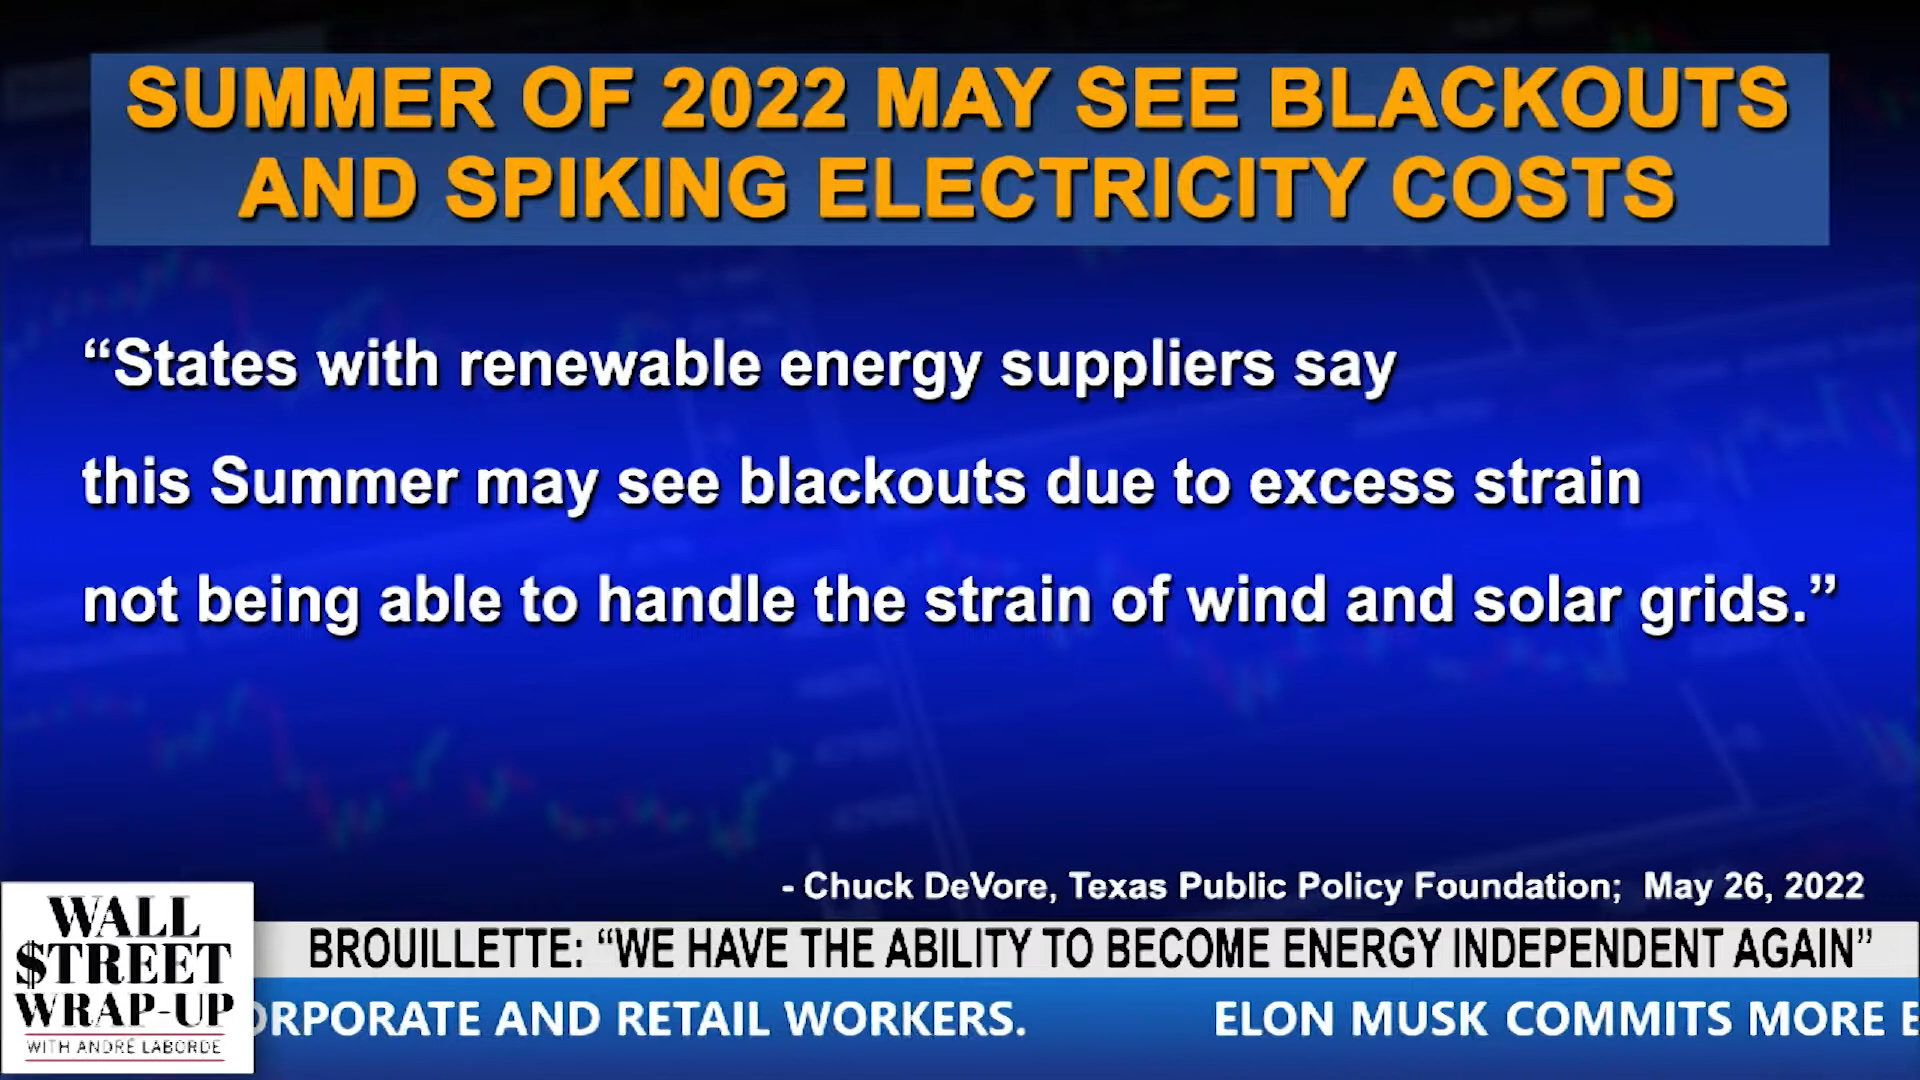 SUMMER OF 2022 MAY SEE BLACKOUTS
AND SPIKING ELECTRICITY COSTS
“States with renewable energy suppliers say
this Summer may see blackouts due to excess strain
not being able to handle the strain of wind and solar grids.”
- Chuck DeVore, Texas Public Policy Foundation; May 26, 2022
WALL
$TREET
WRAP-UP
WITH ANDRÉ LABORDE
BROUILLETTE: “WE HAVE THE ABILITY TO BECOME ENERGY INDEPENDENT AGAIN”
ORPORATE AND RETAIL WORKERS. ELON MUSK COMMITS MORE